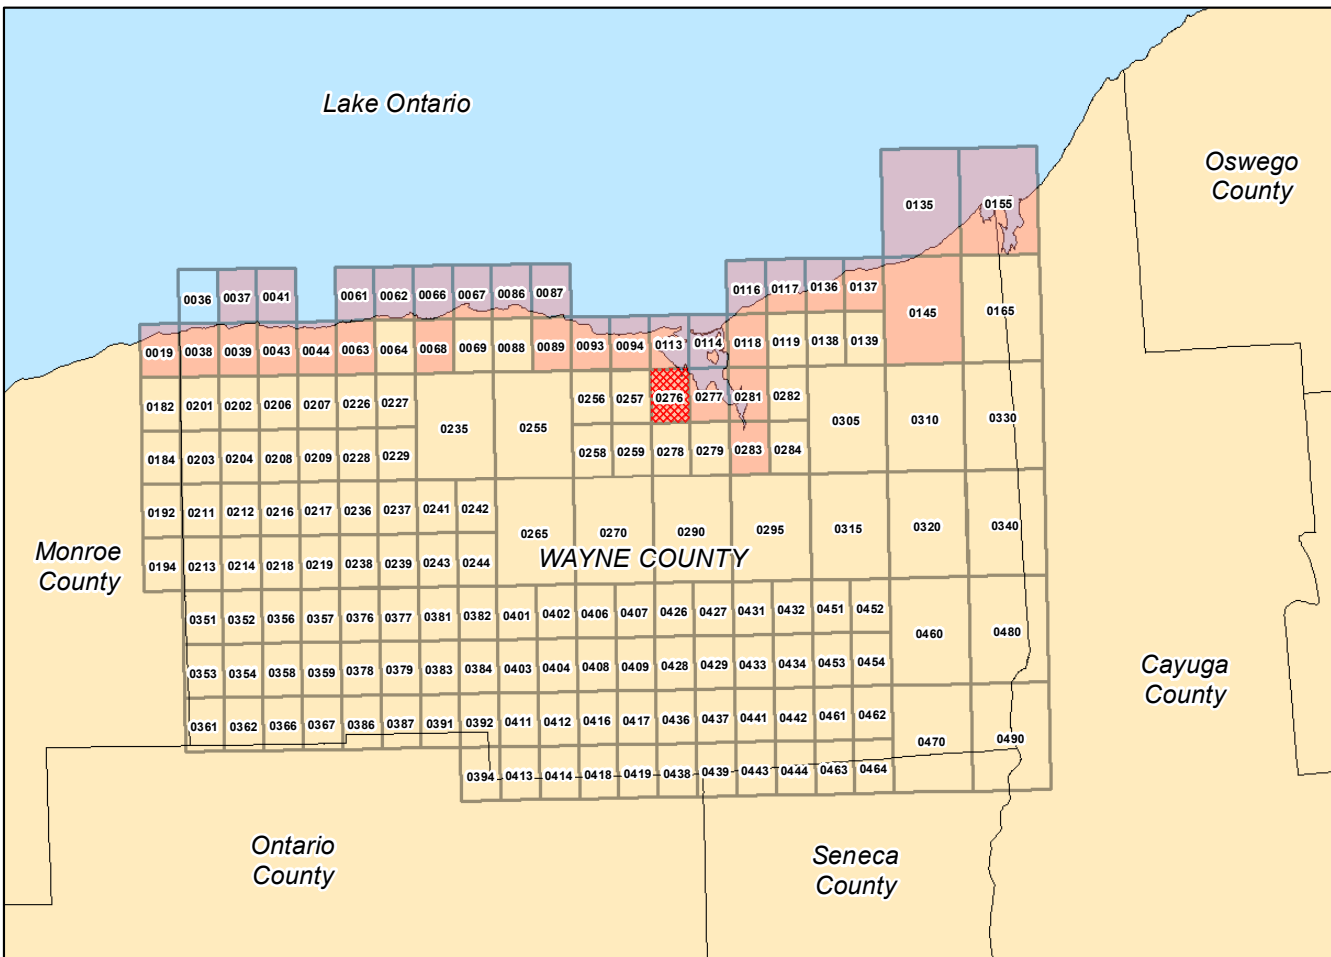 Lake Ontario
Oswego
County
0135 0155
0036 0037 0041 0061 0062 0066 0067 0086 0087 0116 0117 0136 0137
0145 0165
0019 0038 0039 0043 0044 0063 0064 0068 0069 0088 0089 0093 0094 0113 0114 0118 0119 0138 0139
0182 0201 0202 0206 0207 0226 0227 0256 0257 0276 0277 0281 0282
0235 0255 0305 0310 0330
0184 0203 0204 0208 0209 0228 0229 0258 0259 0278 0279 0283 0284
0192 0211 0212 0216 0217 0236 0237 0241 0242
0265 0270 0290 0295 0315 0320 0340
Monroe
County
WAYNE COUNTY
0194 0213 0214 0218 0219 0238 0239 0243 0244
0351 0352 0356 0357 0376 0377 0381 0382 0401 0402 0406 0407 0426 0427 0431 0432 0451 0452
0460 0480
0353 0354 0358 0359 0378 0379 0383 0384 0403 0404 0408 0409 0428 0429 0433 0434 0453 0454
Cayuga
County
0361 0362 0366 0367 0386 0387 0391 0392 0411 0412 0416 0417 0436 0437 0441 0442 0461 0462
0470 0490
0394 0413 0414 0418 0419 0438 0439 0443 0444 0463 0464
Ontario
County
Seneca
County